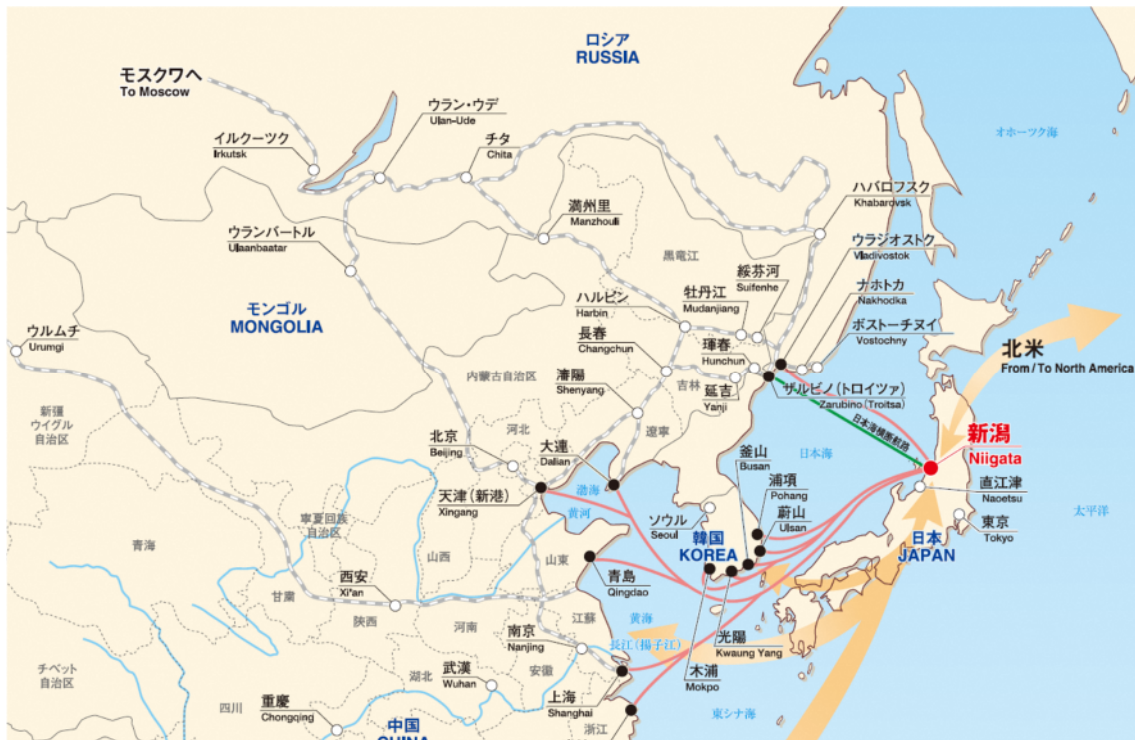 ロシア
RUSSIA
モスクワへ
To Moscow
ウラン・ウデ
Ulan-Ude
イルクーツク
Irkutsk
チタ
Chita
オホーツク海
ハバロフスク
Khabarovsk
満州里
Manzhouli
ウランバートル
Ulaanbaatar
ウラジオストク
Vladivostok
黒竜江
綏芬河
Suifenhe
ナホトカ
Nakhodka
モンゴル
MONGOLIA
ハルビン
Harbin
牡丹江
Mudanjiang
ボストーチヌイ
Vostochny
ウルムチ
Urumgi
長春
Changchun
琿春
Hunchun
北米
From/To North America
内蒙古自治区
瀋陽
Shenyang
吉林
延吉
Yanji
ザルビノ(トロイツァ)
Zarubino(Troitsa)
新彊
ウイグル
自治区
河北
遼寧
日本海横断航路
新潟
Niigata
北京
Beijing
大連
Dalian
釜山
Busan
日本海
浦項
Pohang
直江津
Naoetsu
天津(新港)
Xingang
渤海
黄河
ソウル
Seoul
韓国
KOREA
蔚山
Ulsan
日本
JAPAN
東京
Tokyo
太平洋
寧夏回族
自治区
青海
山西
山東
西安
Xi'an
青島
Qingdao
甘粛
陝西
河南
江蘇
黄海
光陽
Kwaung Yang
南京
Nanjing
長江(揚子江)
木浦
Mokpo
チベット
自治区
湖北
武漢
Wuhan
安徽
上海
Shanghai
四川
重慶
Chongqing
東シナ海
浙江
中国
CHINA